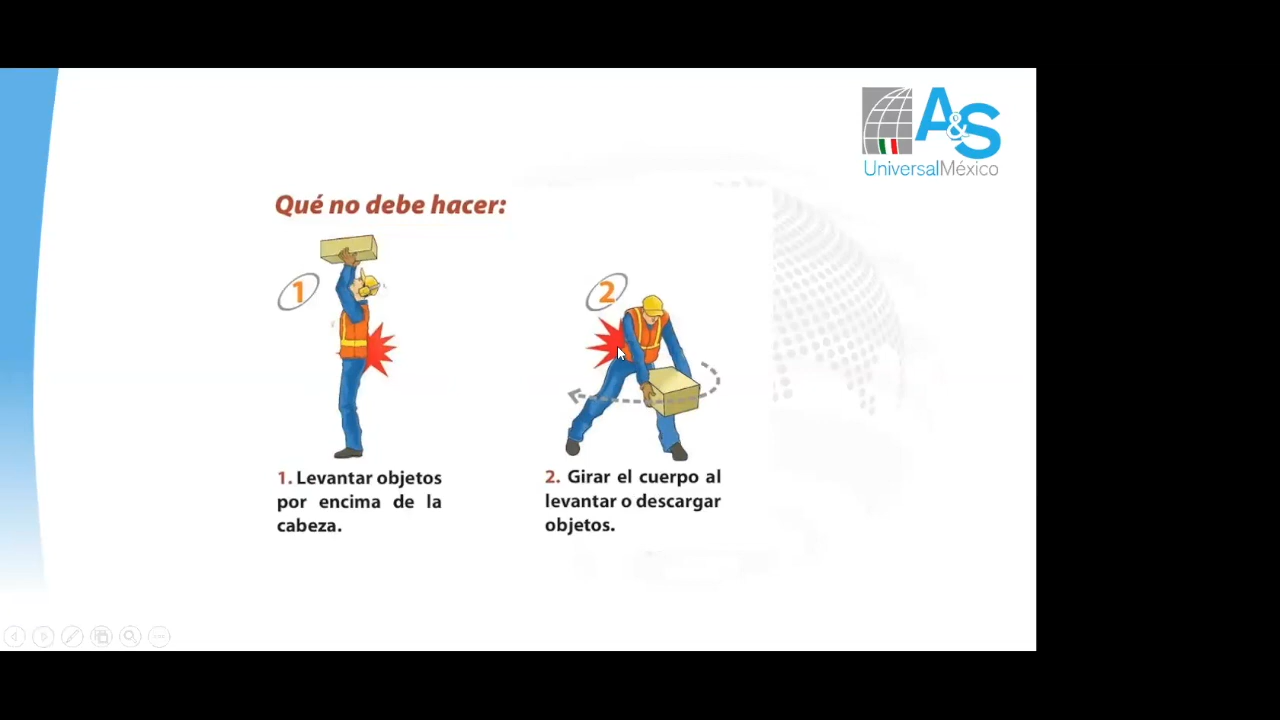 A&S
UniversalMéxico
Qué no debe hacer:
1
2
1. Levantar objetos
por encima de la
cabeza.
2. Girar el cuerpo al
levantar o descargar
objetos.